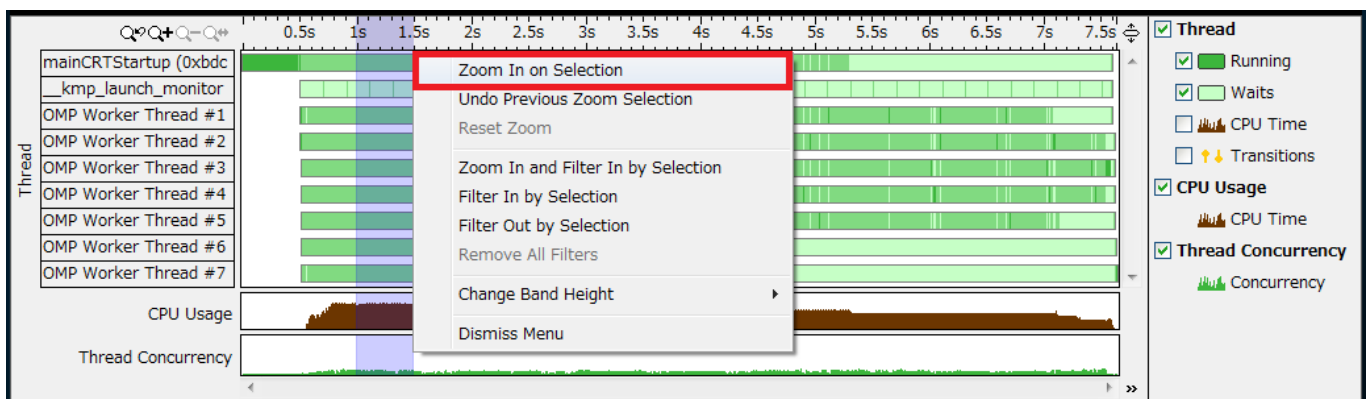 0.5s 1s 1.5s 2s 2.5s 3s 3.5s 4s 4.5s 5s 5.5s 6s 6.5s 7s 7.5s
Thread
mainCRTStartup (0xbdc
__kmp_launch_monitor
OMP Worker Thread #1
OMP Worker Thread #2
OMP Worker Thread #3
OMP Worker Thread #4
OMP Worker Thread #5
OMP Worker Thread #6
OMP Worker Thread #7
CPU Usage
Thread Concurrency
Zoom In on Selection
Undo Previous Zoom Selection
Reset Zoom
Zoom In and Filter In by Selection
Filter In by Selection
Filter Out by Selection
Remove All Filters
Change Band Height
Dismiss Menu
Thread
Running
Waits
CPU Time
Transitions
CPU Usage
CPU Time
Thread Concurrency
Concurrency